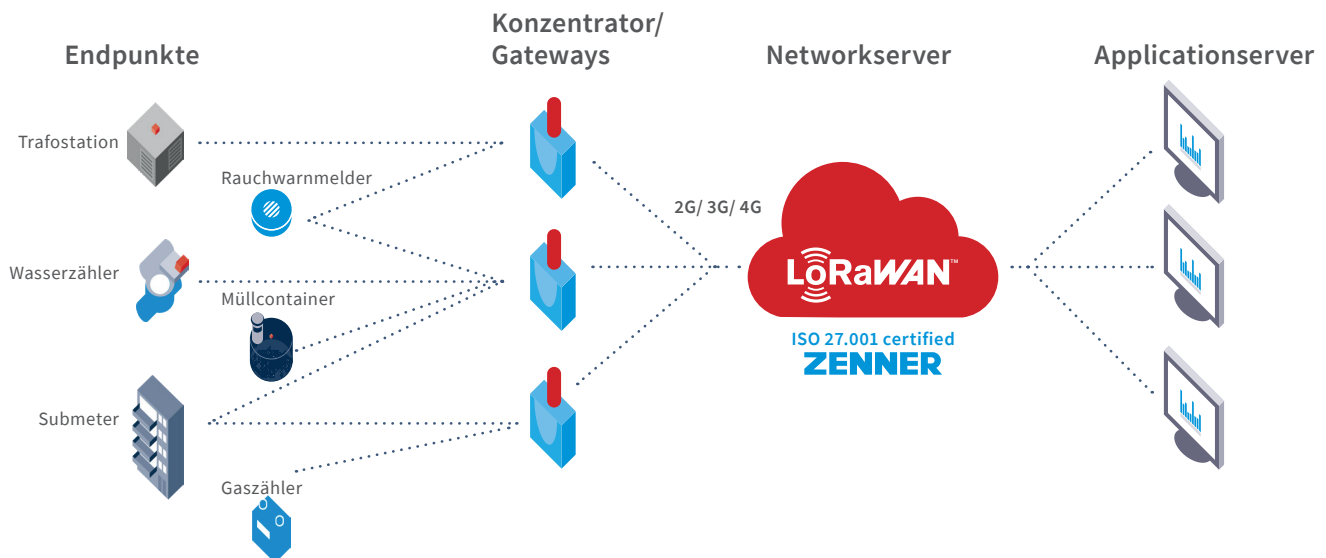 Endpunkte
Konzentrator/
Gateways
Networkserver
Applicationserver
Trafostation
Rauchwarnmelder
Wasserzähler
Müllcontainer
Submeter
Gaszähler
2G/ 3G/ 4G
LoRaWAN™
ISO 27.001 certified
ZENNER